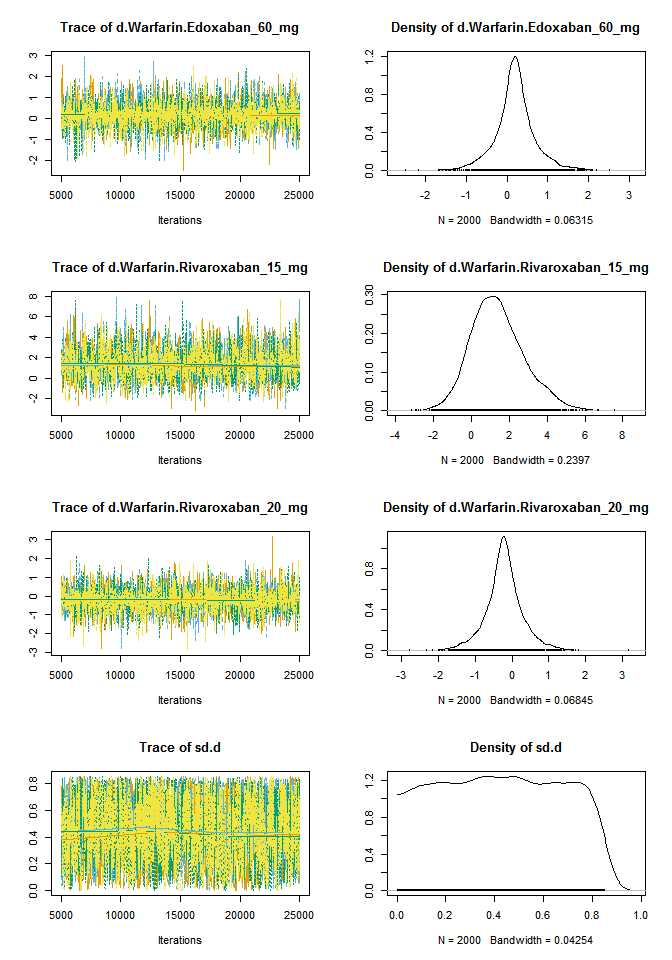 Trace of d.Warfarin.Edoxaban_60_mg
3
2
1
0
-1
-2
5000 10000 15000 20000 25000
Iterations
Density of d.Warfarin.Edoxaban_60_mg
1.2
0.8
0.4
0.0
-2 -1 0 1 2 3
N = 2000 Bandwidth = 0.06315
Trace of d.Warfarin.Rivaroxaban_15_mg
8
6
4
2
0
-2
5000 10000 15000 20000 25000
Iterations
Density of d.Warfarin.Rivaroxaban_15_mg
0.30
0.20
0.10
0.00
-4 -2 0 2 4 6 8
N = 2000 Bandwidth = 0.2397
Trace of d.Warfarin.Rivaroxaban_20_mg
3
2
1
0
-1
-2
-3
5000 10000 15000 20000 25000
Iterations
Density of d.Warfarin.Rivaroxaban_20_mg
0.8
0.4
0.0
-3 -2 -1 0 1 2 3
N = 2000 Bandwidth = 0.06845
Trace of sd.d
0.8
0.6
0.4
0.2
0.0
5000 10000 15000 20000 25000
Iterations
Density of sd.d
1.2
0.8
0.4
0.0
0.0 0.2 0.4 0.6 0.8 1.0
N = 2000 Bandwidth = 0.04254